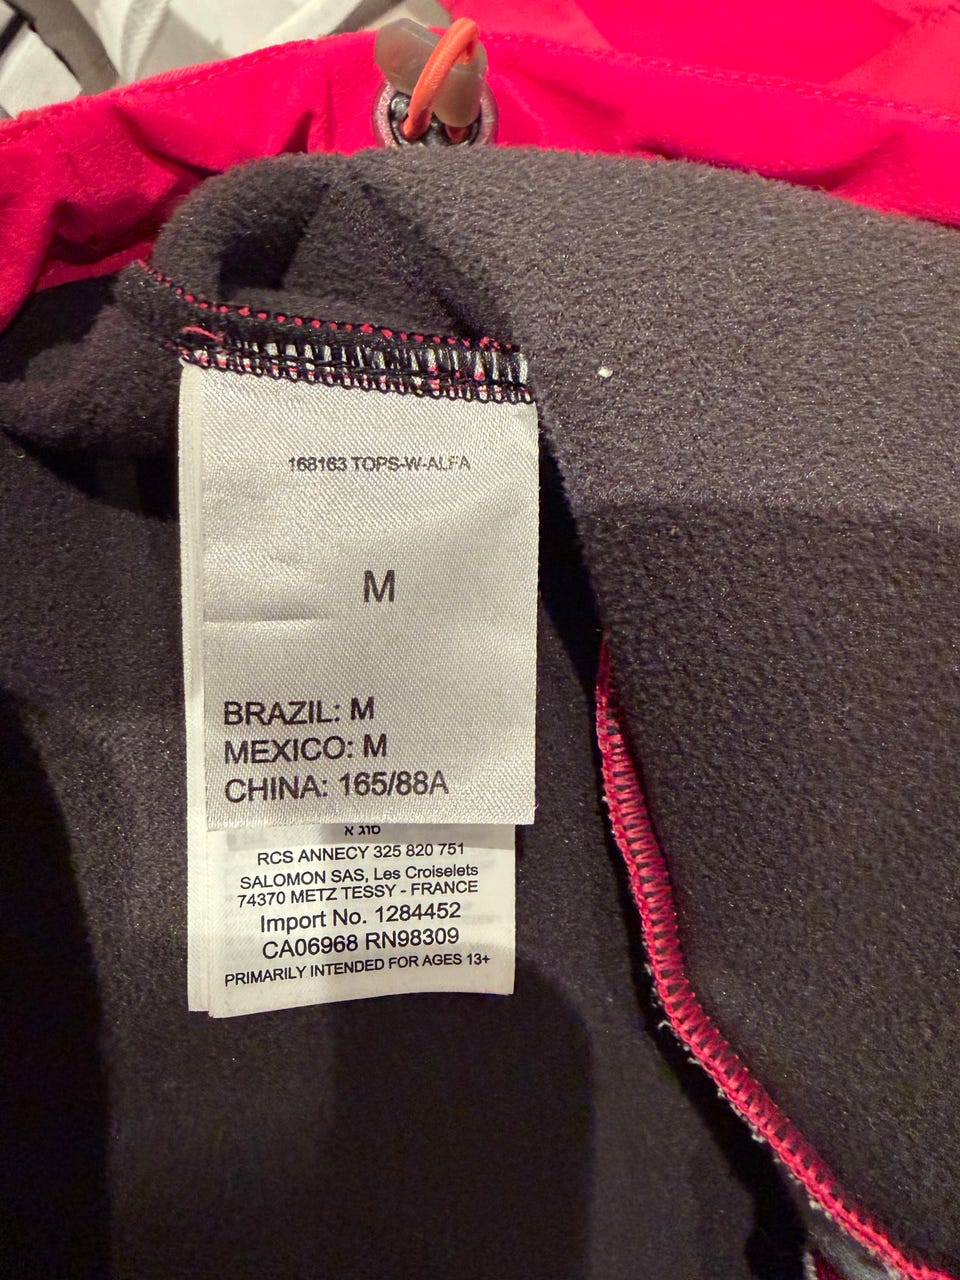 168163 TOPS-W-ALFA
M
BRAZIL: M
MEXICO: M
CHINA: 165/88A
סוג א
RCS ANNECY 325 820 751
SALOMON SAS, Les Croiselets
74370 METZ TESSY - FRANCE
Import No. 1284452
CA06968 RN98309
PRIMARILY INTENDED FOR AGES 13+